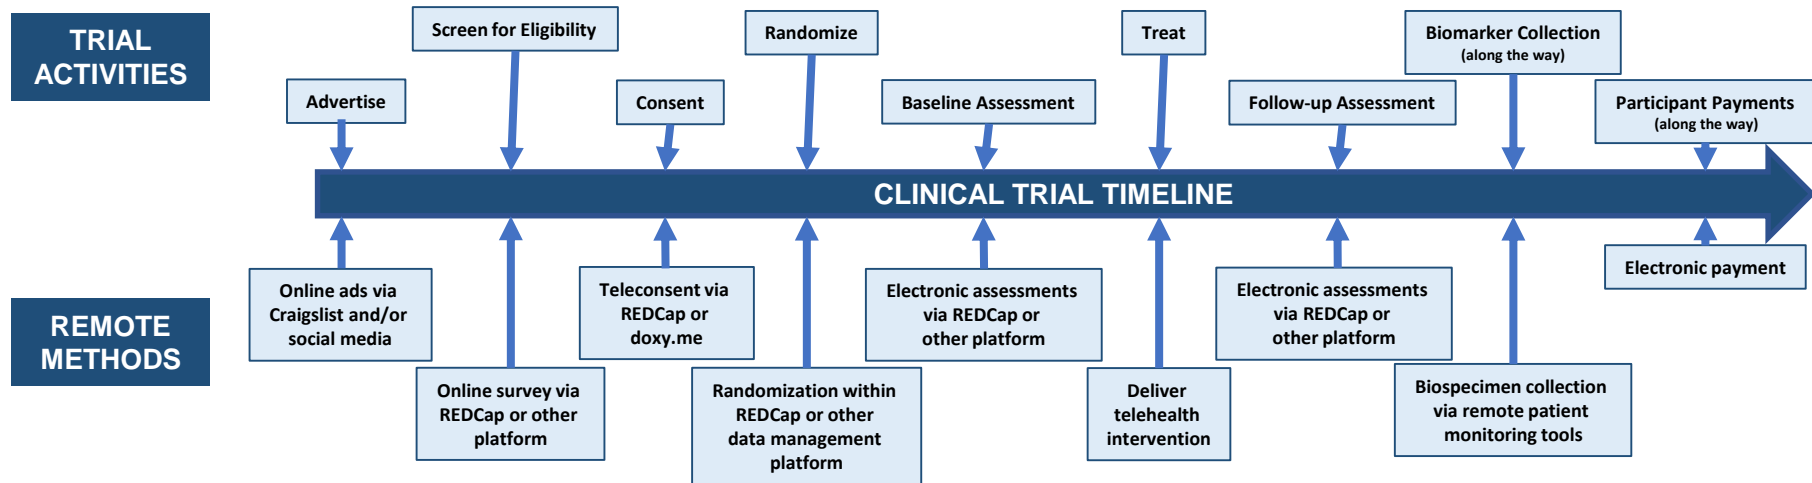 TRIAL
ACTIVITIES
Advertise
Screen for Eligibility
Consent
Randomize
Baseline Assessment
Treat
Follow-up Assessment
Biomarker Collection
(along the way)
Participant Payments
(along the way)
CLINICAL TRIAL TIMELINE
REMOTE
METHODS
Online ads via
Craigslist and/or
social media
Online survey via
REDCap or other
platform
Teleconsent via
REDCap or
doxy.me
Randomization within
REDCap or other
data management
platform
Electronic assessments
via REDCap or
other platform
Deliver
telehealth
intervention
Electronic assessments
via REDCap or
other platform
Biospecimen collection
via remote patient
monitoring tools
Electronic payment